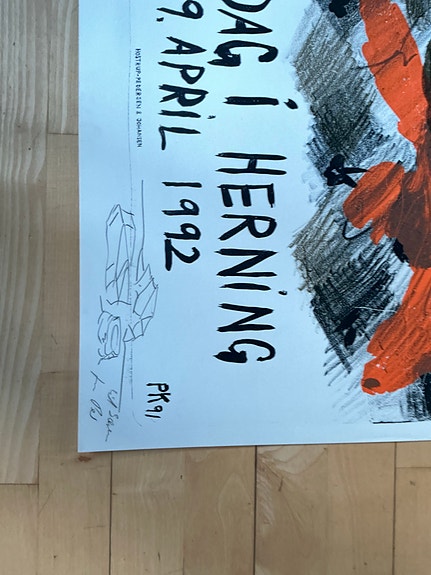 DAG i HERNING
9, APRIL 1992
HOSTRUP-PEDERSEN & JOHANSEN
PK91